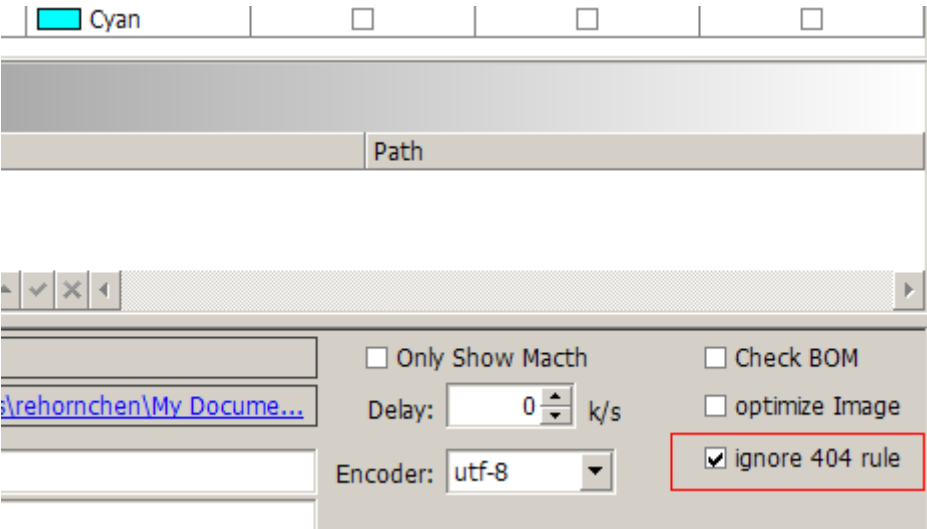 Cyan
Path
Only Show Macth
Check BOM
s\rehornchen\My Docume...
Delay: 0 k/s
optimize Image
ignore 404 rule
Encoder: utf-8